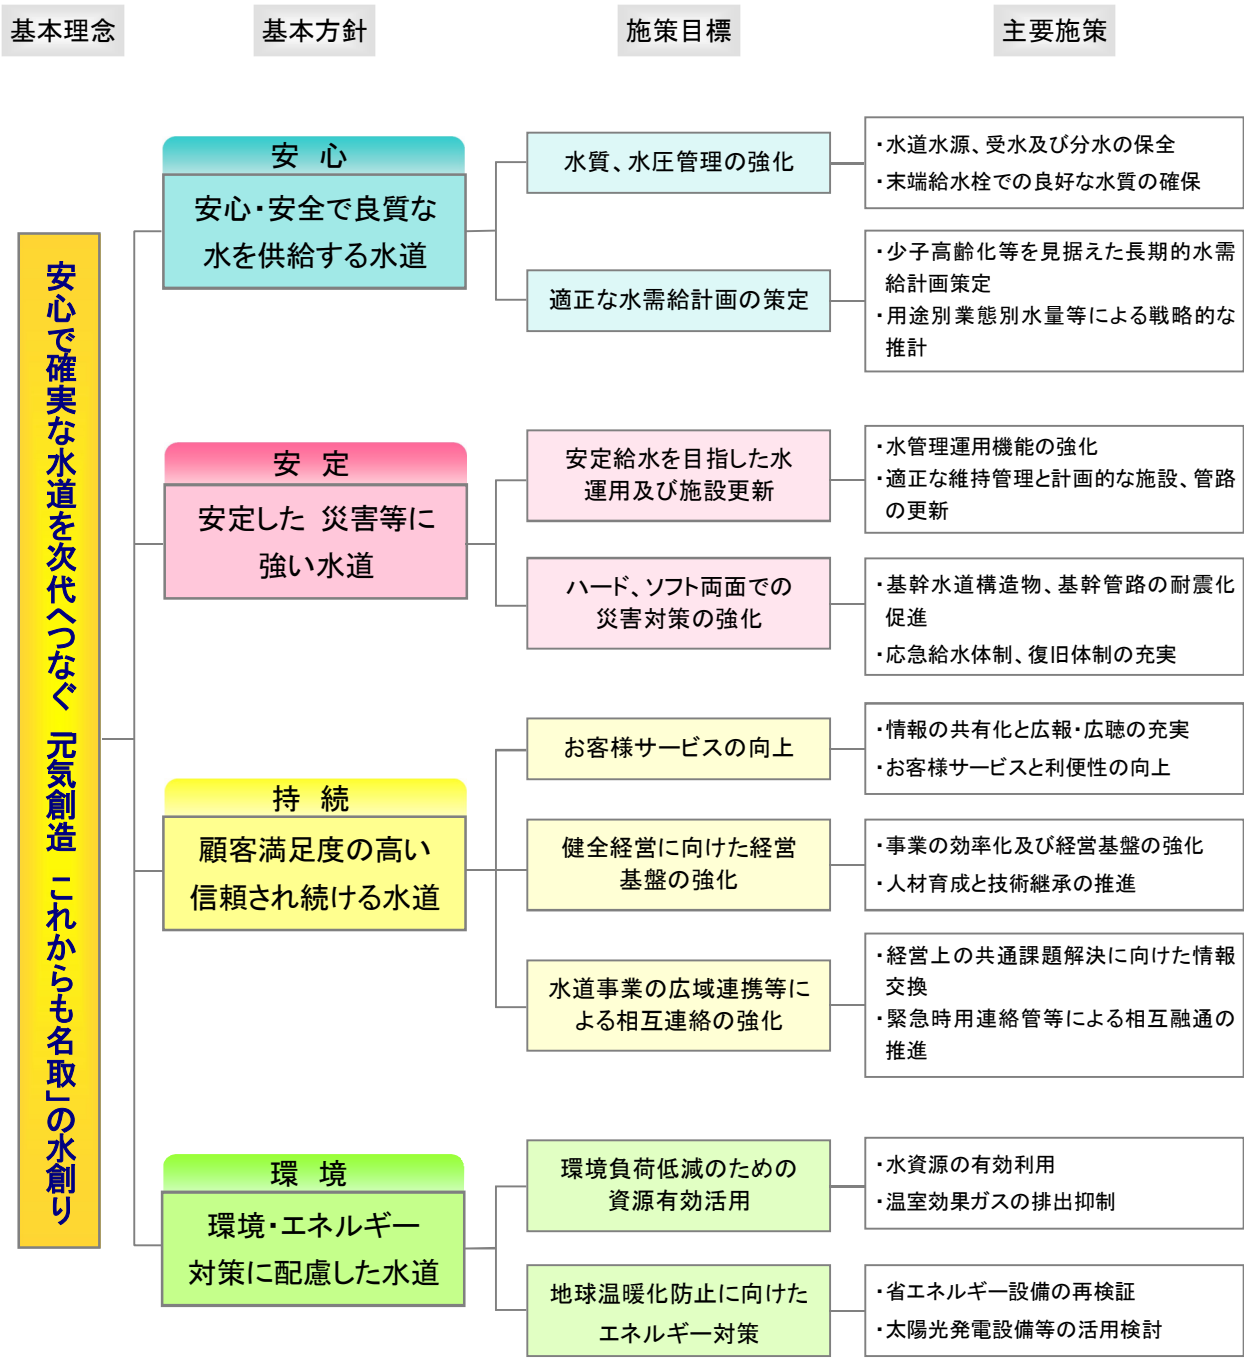 基本理念
基本方針
施策目標
主要施策
安心で確実な水道を次代へつなぐ 「元気創造 これからも名取」の水創り
安 心
安心・安全で良質な
水を供給する水道
水質、水圧管理の強化
・水道水源、受水及び分水の保全
・末端給水栓での良好な水質の確保
適正な水需給計画の策定
・少子高齢化等を見据えた長期的水需
給計画策定
・用途別業態別水量等による戦略的な
推計
安 定
安定した 災害等に
強い水道
安定給水を目指した水
運用及び施設更新
・水管理運用機能の強化
・適正な維持管理と計画的な施設、管路
の更新
ハード、ソフト両面での
災害対策の強化
・基幹水道構造物、基幹管路の耐震化
促進
・応急給水体制、復旧体制の充実
持 続
顧客満足度の高い
信頼され続ける水道
お客様サービスの向上
・情報の共有化と広報・広聴の充実
・お客様サービスと利便性の向上
健全経営に向けた経営
基盤の強化
・事業の効率化及び経営基盤の強化
・人材育成と技術継承の推進
水道事業の広域連携等に
よる相互連絡の強化
・経営上の共通課題解決に向けた情報
交換
・緊急時用連絡管等による相互融通の
推進
環 境
環境・エネルギー
対策に配慮した水道
環境負荷低減のための
資源有効活用
・水資源の有効利用
・温室効果ガスの排出抑制
地球温暖化防止に向けた
エネルギー対策
・省エネルギー設備の再検証
・太陽光発電設備等の活用検討